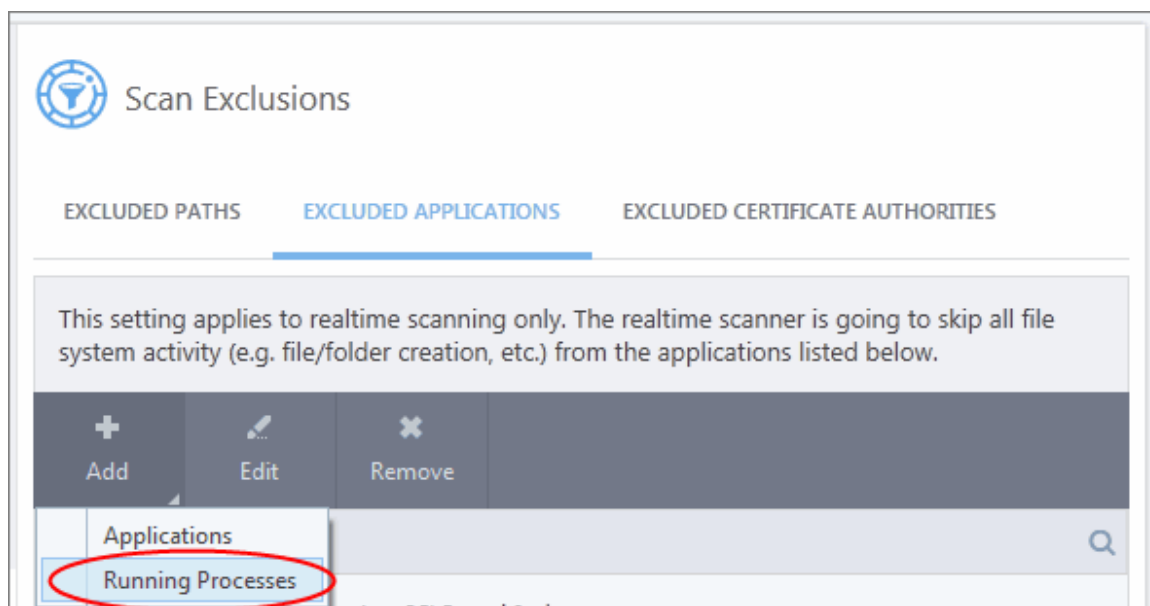 Scan Exclusions
EXCLUDED PATHS EXCLUDED APPLICATIONS EXCLUDED CERTIFICATE AUTHORITIES
This setting applies to realtime scanning only. The realtime scanner is going to skip all file
system activity (e.g. file/folder creation, etc.) from the applications listed below.
Add Edit Remove
Applications
Running Processes